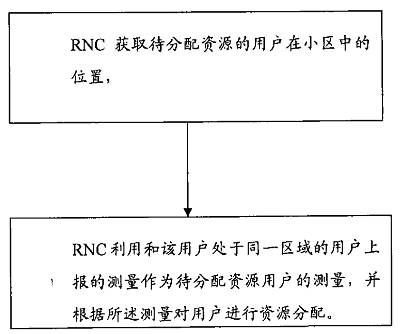 RNC 获取待分配资源的用户在小区中的
位置，
RNC利用和该用户处于同一区域的用户上
报的测量作为待分配资源用户的测量，并
根据所述测量对用户进行资源分配。